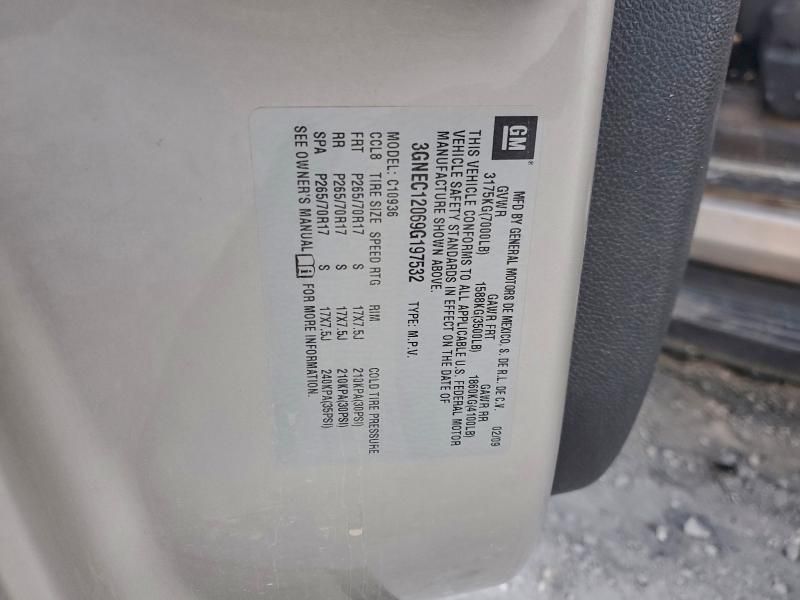 GM®
MFD BY GENERAL MOTORS DE MEXICO, S. DE R.L. DE C.V. 02/09
GVWR GAWR FRT GAWR RR
3175KG(7000LB) 1588KG(3500LB) 1860KG(4100LB)
THIS VEHICLE CONFORMS TO ALL APPLICABLE U.S. FEDERAL MOTOR
VEHICLE SAFETY STANDARDS IN EFFECT ON THE DATE OF
MANUFACTURE SHOWN ABOVE.
3GNEC12069G197532 TYPE: M.P.V.
MODEL: C10936
CCL8 TIRE SIZE SPEED RTG RIM COLD TIRE PRESSURE
FRT P265/70R17 S 17X7.5J 210KPA(30PSI)
RR P265/70R17 S 17X7.5J 210KPA(30PSI)
SPA P265/70R17 S 17X7.5J 240KPA(35PSI)
SEE OWNER'S MANUAL FOR MORE INFORMATION.